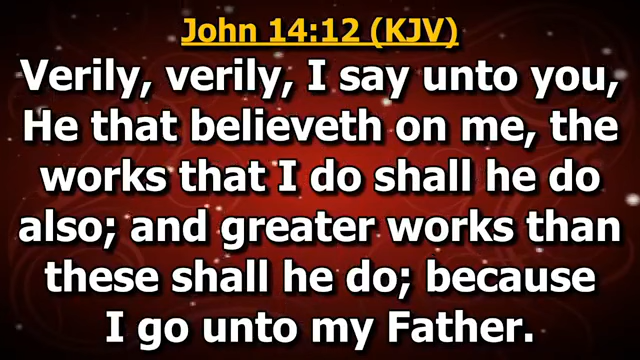 John 14:12 (KJV)
Verily, verily, I say unto you,
He that believeth on me, the
works that I do shall he do
also; and greater works than
these shall he do; because
I go unto my Father.